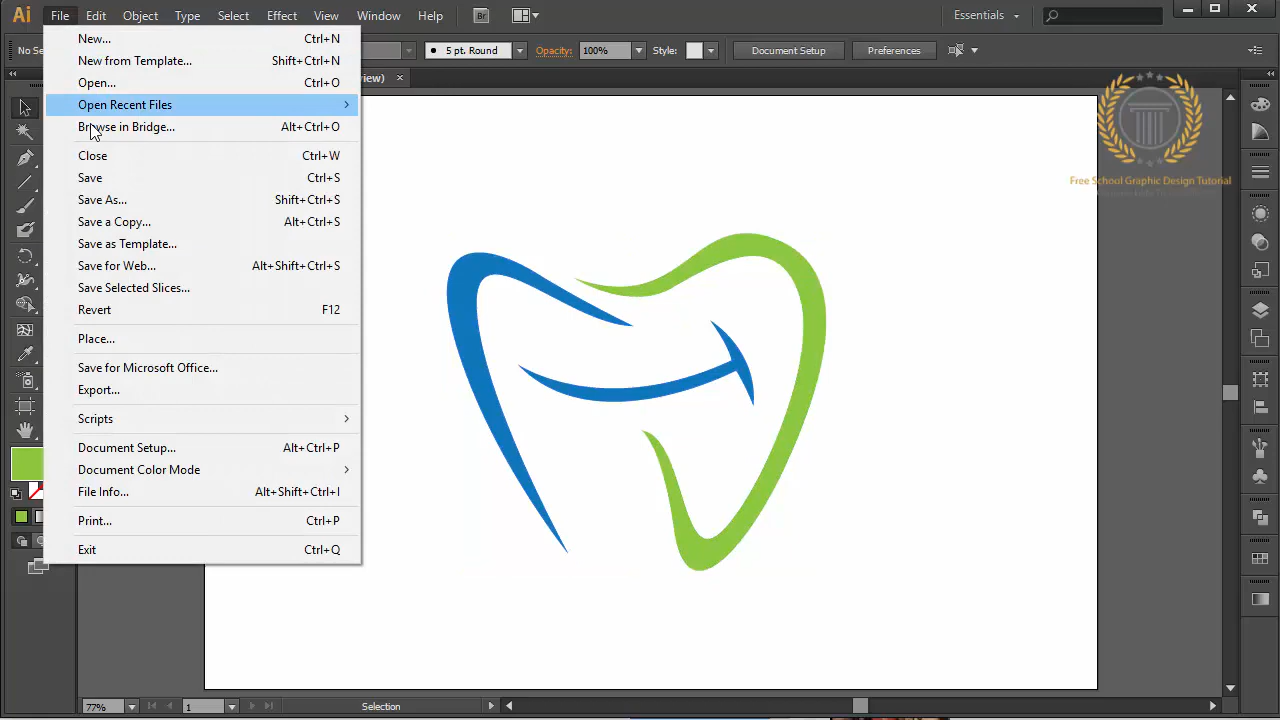 Ai File Edit Object Type Select Effect View Window Help Br Essentials
No Se 5 pt. Round Opacity: 100% Style: Document Setup Preferences
view) ×
New... Ctrl+N
New from Template... Shift+Ctrl+N
Open... Ctrl+O
Open Recent Files
Browse in Bridge... Alt+Ctrl+O
Close Ctrl+W
Save Ctrl+S
Save As... Shift+Ctrl+S
Save a Copy... Alt+Ctrl+S
Save as Template...
Save for Web... Alt+Shift+Ctrl+S
Save Selected Slices...
Revert F12
Place...
Save for Microsoft Office...
Export...
Scripts
Document Setup... Alt+Ctrl+P
Document Color Mode
File Info... Alt+Shift+Ctrl+I
Print... Ctrl+P
Exit Ctrl+Q
Free School Graphic Design Tutorial
77% 1 Selection